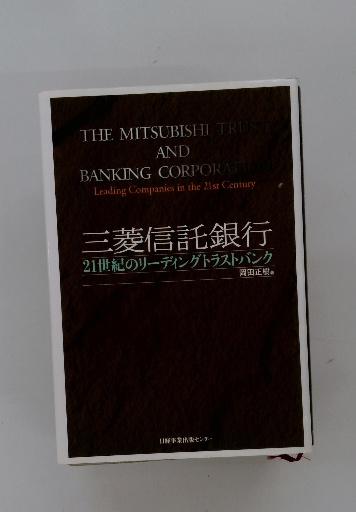 THE MITSUBISHI TRUST
AND
BANKING CORPORATION
Leading Companies in the 21st Century
三菱信託銀行
21世紀のリーディングトラストバンク
岡田正樹 著
日経事業出版センター